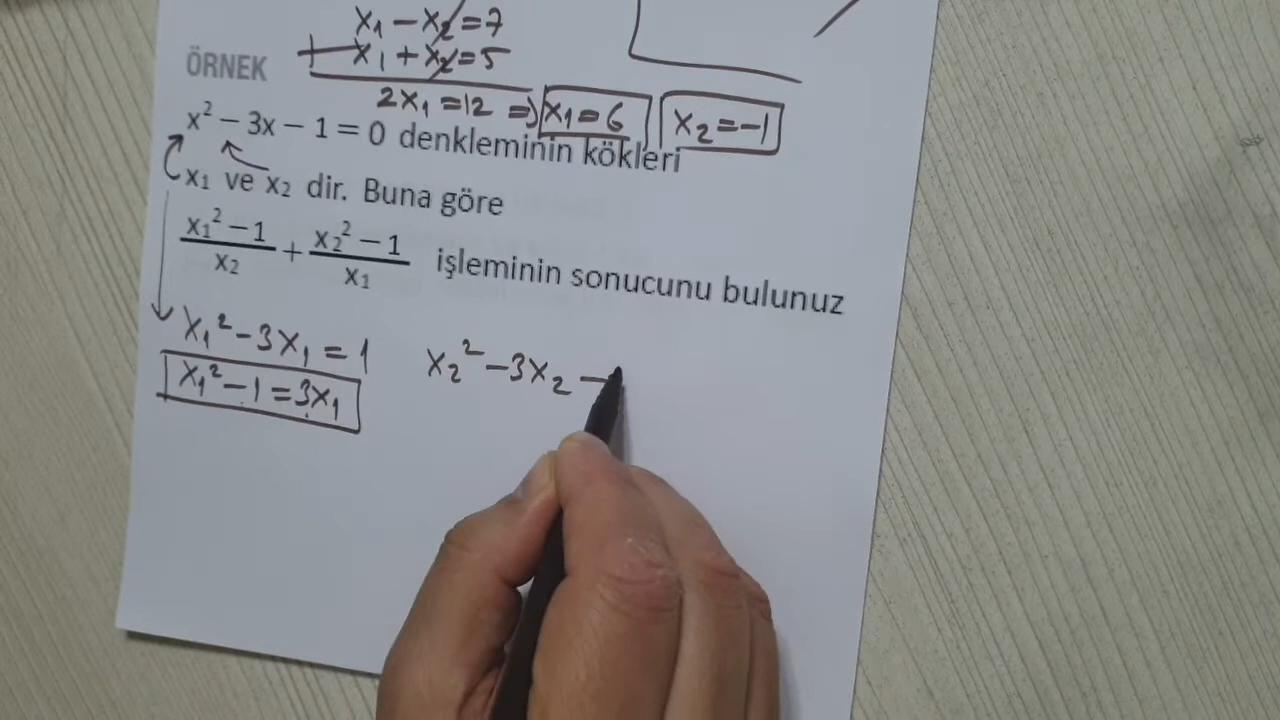 x₁ − x₂ = 7
+ x₁ + x₂ = 5
2x₁ = 12 ⇒ x₁ = 6 x₂ = −1
ÖRNEK
x² − 3x − 1 = 0 denkleminin kökleri
x₁ ve x₂ dir. Buna göre
(x₁² − 1)/x₂ + (x₂² − 1)/x₁ işleminin sonucunu bulunuz
x₁² − 3x₁ = 1
x₁² − 1 = 3x₁
x₂² − 3x₂ −